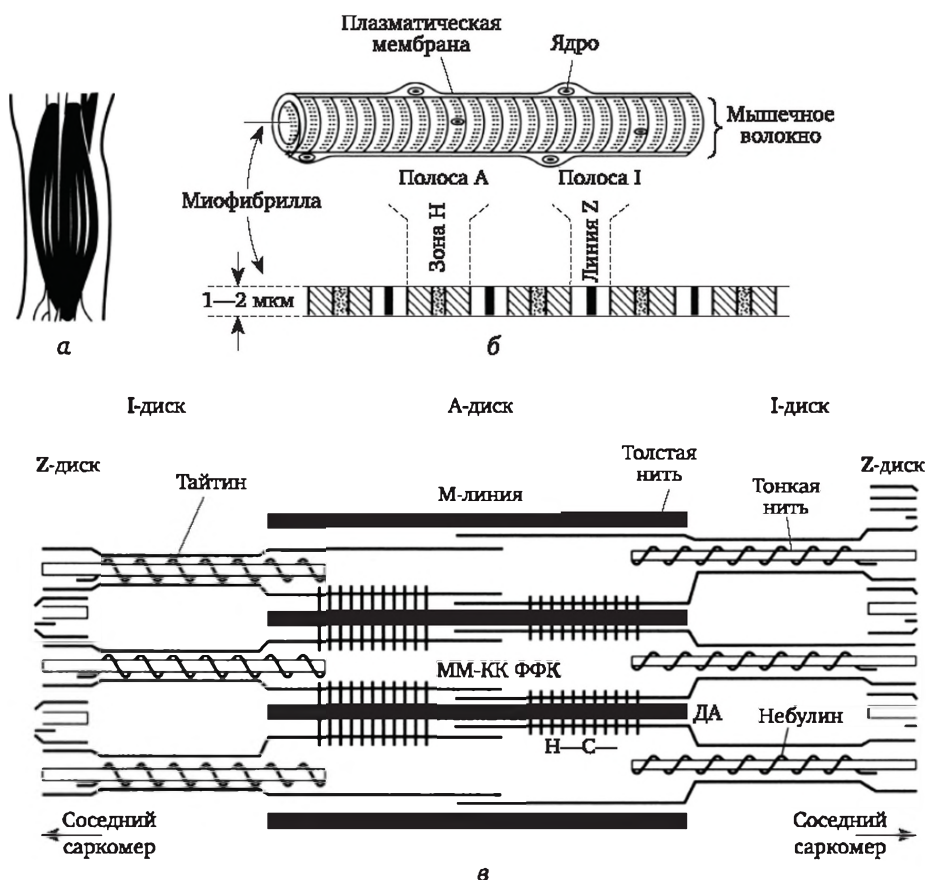 Плазматическая
мембрана
Ядро
Мышечное
волокно
Миофибрилла
Полоса А
Полоса I
Зона Н
Линия Z
1—2 мкм
а
б
I-диск
А-диск
I-диск
Z-диск
Тайтин
М-линия
Толстая
нить
Тонкая
нить
Z-диск
ММ-КК ФФК
ДА
Небулин
Н—С—
Соседний
саркомер
Соседний
саркомер
в